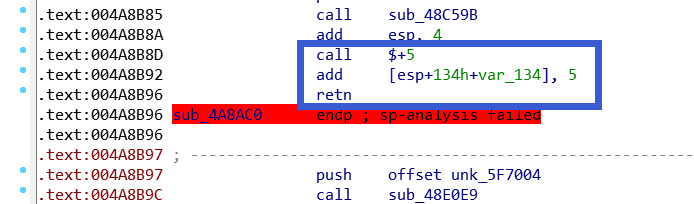 .text:004A8B85 call sub_48C59B
.text:004A8B8A add esp, 4
.text:004A8B8D call $+5
.text:004A8B92 add [esp+134h+var_134], 5
.text:004A8B96 retn
.text:004A8B96 sub_4A8AC0 endp ; sp-analysis failed
.text:004A8B96
.text:004A8B97 ; ---------------------------------------------------------
.text:004A8B97 push offset unk_5F7004
.text:004A8B9C call sub_48E0E9